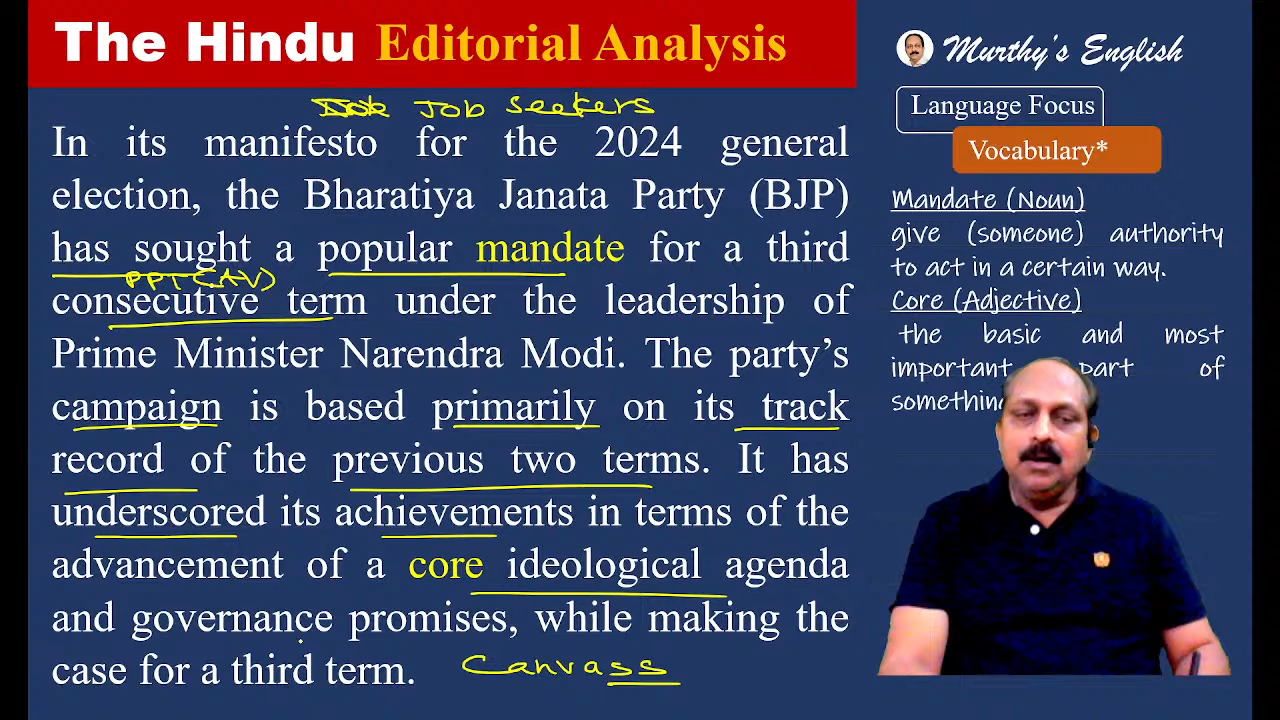 The Hindu Editorial Analysis
Job Seekers
In its manifesto for the 2024 general
election, the Bharatiya Janata Party (BJP)
has sought a popular mandate for a third
PPT (AV)
consecutive term under the leadership of
Prime Minister Narendra Modi. The party's
campaign is based primarily on its track
record of the previous two terms. It has
underscored its achievements in terms of the
advancement of a core ideological agenda
and governance promises, while making the
case for a third term.
Canvass
Murthy's English
Language Focus
Vocabulary*
Mandate (Noun)
give (someone) authority
to act in a certain way.
Core (Adjective)
the basic and most
important part of